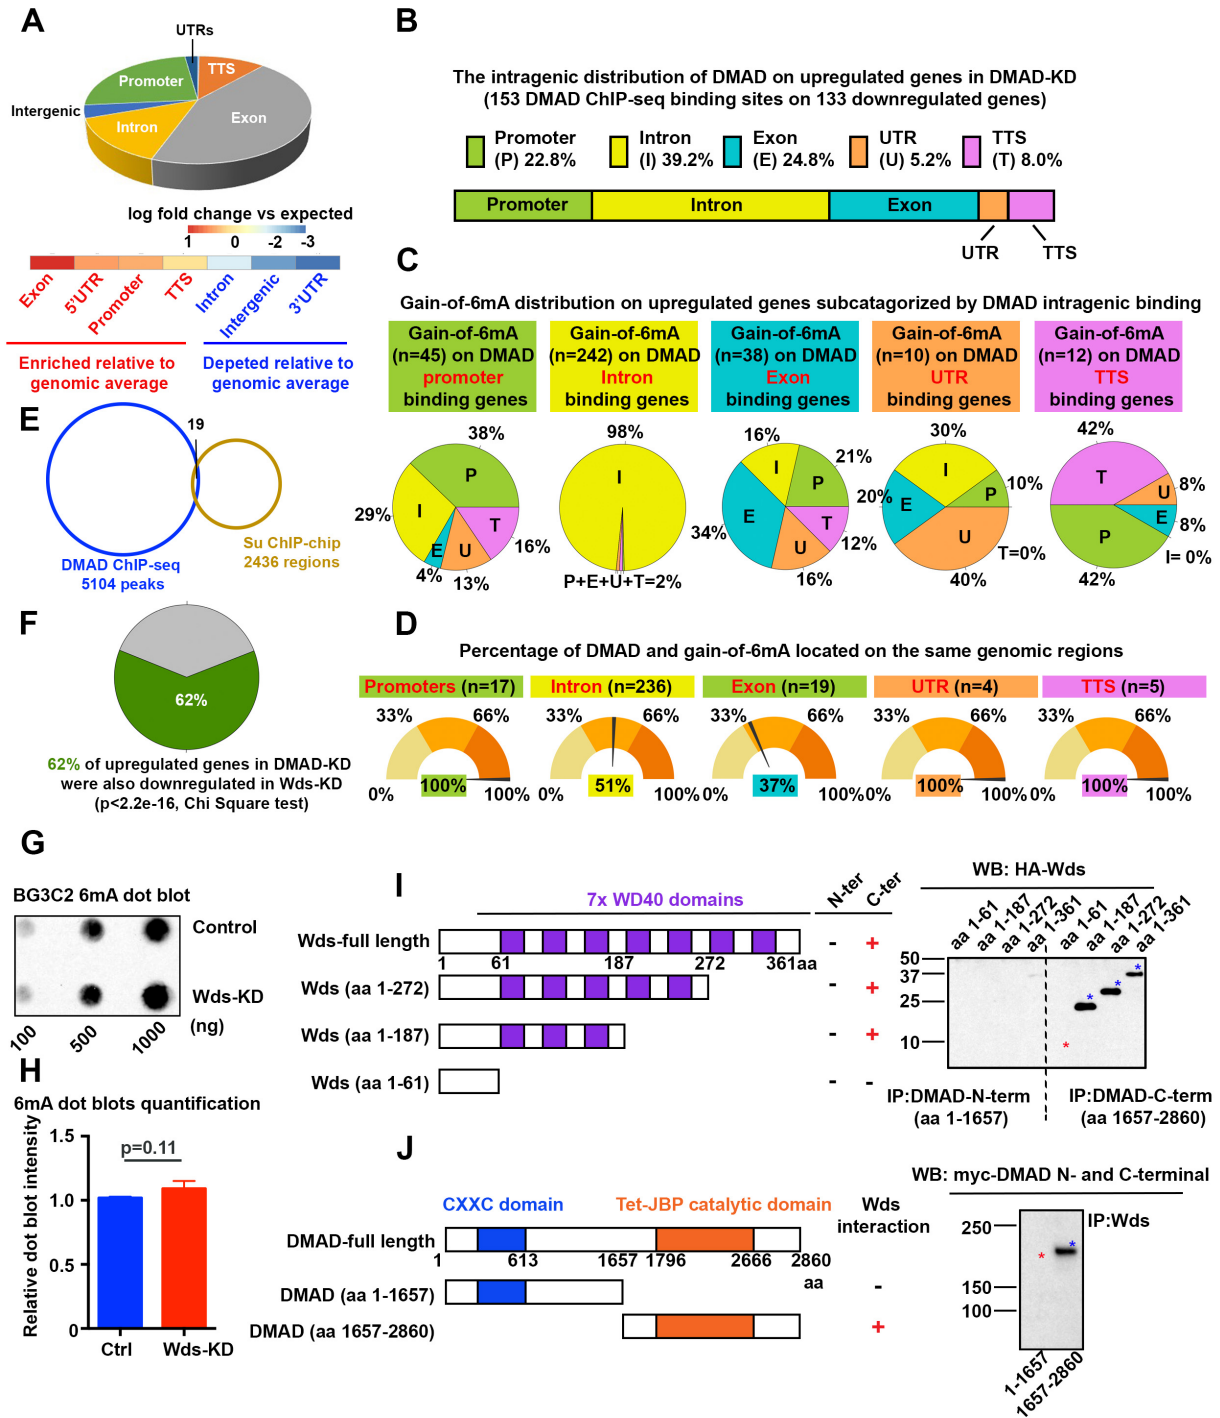 A
UTRs
TTS
Promoter
Intergenic
Exon
Intron
log fold change vs expected
1 0 -2 -3
Exon
5'UTR
Promoter
TTS
Intron
Intergenic
3'UTR
Enriched relative to
genomic average
Depeted relative to
genomic average
B
The intragenic distribution of DMAD on upregulated genes in DMAD-KD
(153 DMAD ChIP-seq binding sites on 133 downregulated genes)
Promoter
(P) 22.8%
Intron
(I) 39.2%
Exon
(E) 24.8%
UTR
(U) 5.2%
TTS
(T) 8.0%
Promoter
Intron
Exon
UTR
TTS
C
Gain-of-6mA distribution on upregulated genes subcatagorized by DMAD intragenic binding
Gain-of-6mA
(n=45) on DMAD
promoter
binding genes
Gain-of-6mA
(n=242) on DMAD
Intron
binding genes
Gain-of-6mA
(n=38) on DMAD
Exon
binding genes
Gain-of-6mA
(n=10) on DMAD
UTR
binding genes
Gain-of-6mA
(n=12) on DMAD
TTS
binding genes
38%
P
I
29%
T
E
U
16%
4%
13%
98%
I
P+E+U+T=2%
16%
I
21%
P
E
34%
T
12%
U
16%
30%
I
10%
P
20%
E
U
T=0%
40%
42%
T
8%
U
E
8%
P
I= 0%
42%
D
Percentage of DMAD and gain-of-6mA located on the same genomic regions
Promoters (n=17)
33%
66%
100%
0%
100%
Intron (n=236)
33%
66%
51%
0%
100%
Exon (n=19)
33%
66%
37%
0%
100%
UTR (n=4)
33%
66%
100%
0%
100%
TTS (n=5)
33%
66%
100%
0%
100%
E
19
DMAD ChIP-seq
5104 peaks
Su ChIP-chip
2436 regions
F
62%
62% of upregulated genes in DMAD-KD
were also downregulated in Wds-KD
(p<2.2e-16, Chi Square test)
G
BG3C2 6mA dot blot
Control
Wds-KD
(ng)
100
500
1000
H
6mA dot blots quantification
Relative dot blot intensity
1.5
1.0
0.5
0
p=0.11
Ctrl
Wds-KD
I
7x WD40 domains
N-ter
C-ter
Wds-full length
- +
1 61 187 272 361aa
Wds (aa 1-272)
- +
Wds (aa 1-187)
- +
Wds (aa 1-61)
- -
WB: HA-Wds
aa 1-61
aa 1-187
aa 1-272
aa 1-361
aa 1-61
aa 1-187
aa 1-272
aa 1-361
50
37
25
10
*
*
*
*
IP:DMAD-N-term
(aa 1-1657)
IP:DMAD-C-term
(aa 1657-2860)
J
CXXC domain
Tet-JBP catalytic domain
Wds
interaction
DMAD-full length
1 613 1657 1796 2666 2860
aa
DMAD (aa 1-1657)
-
DMAD (aa 1657-2860)
+
WB: myc-DMAD N- and C-terminal
IP:Wds
250
150
100
*
*
1-1657
1657-2860